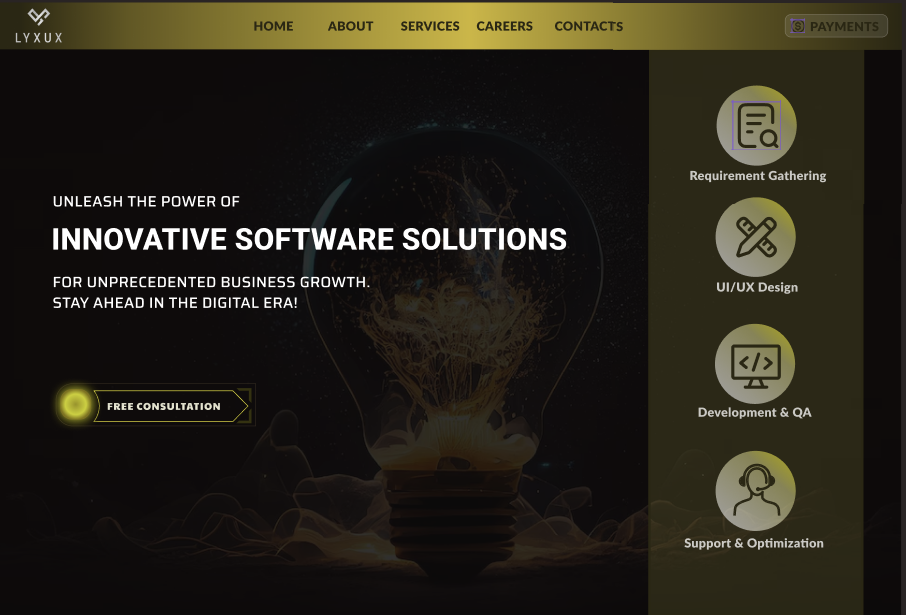 LYXUX
HOME ABOUT SERVICES CAREERS CONTACTS
PAYMENTS
UNLEASH THE POWER OF
INNOVATIVE SOFTWARE SOLUTIONS
FOR UNPRECEDENTED BUSINESS GROWTH.
STAY AHEAD IN THE DIGITAL ERA!
FREE CONSULTATION
Requirement Gathering
UI/UX Design
</>
Development & QA
Support & Optimization